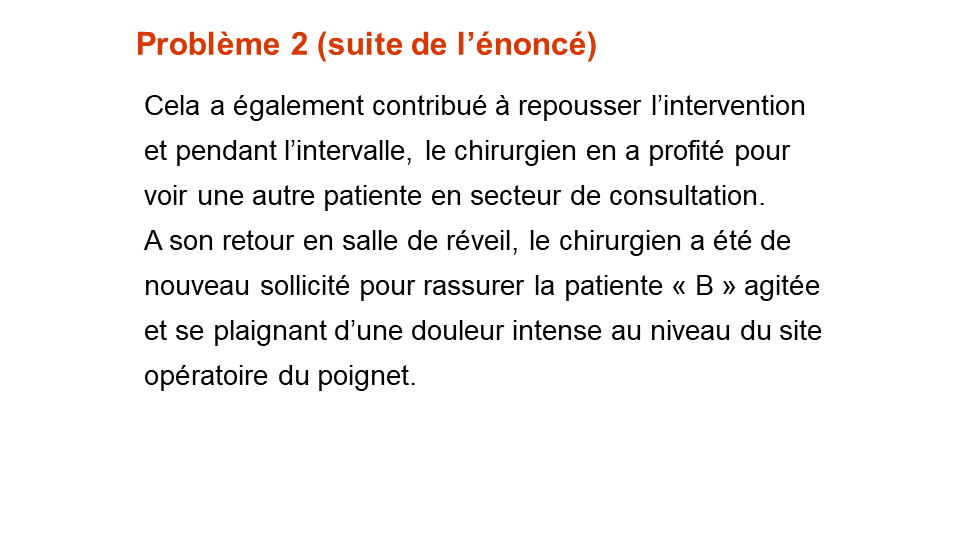 Problème 2 (suite de l’énoncé)
Cela a également contribué à repousser l’intervention
et pendant l’intervalle, le chirurgien en a profité pour
voir une autre patiente en secteur de consultation.
A son retour en salle de réveil, le chirurgien a été de
nouveau sollicité pour rassurer la patiente « B » agitée
et se plaignant d’une douleur intense au niveau du site
opératoire du poignet.